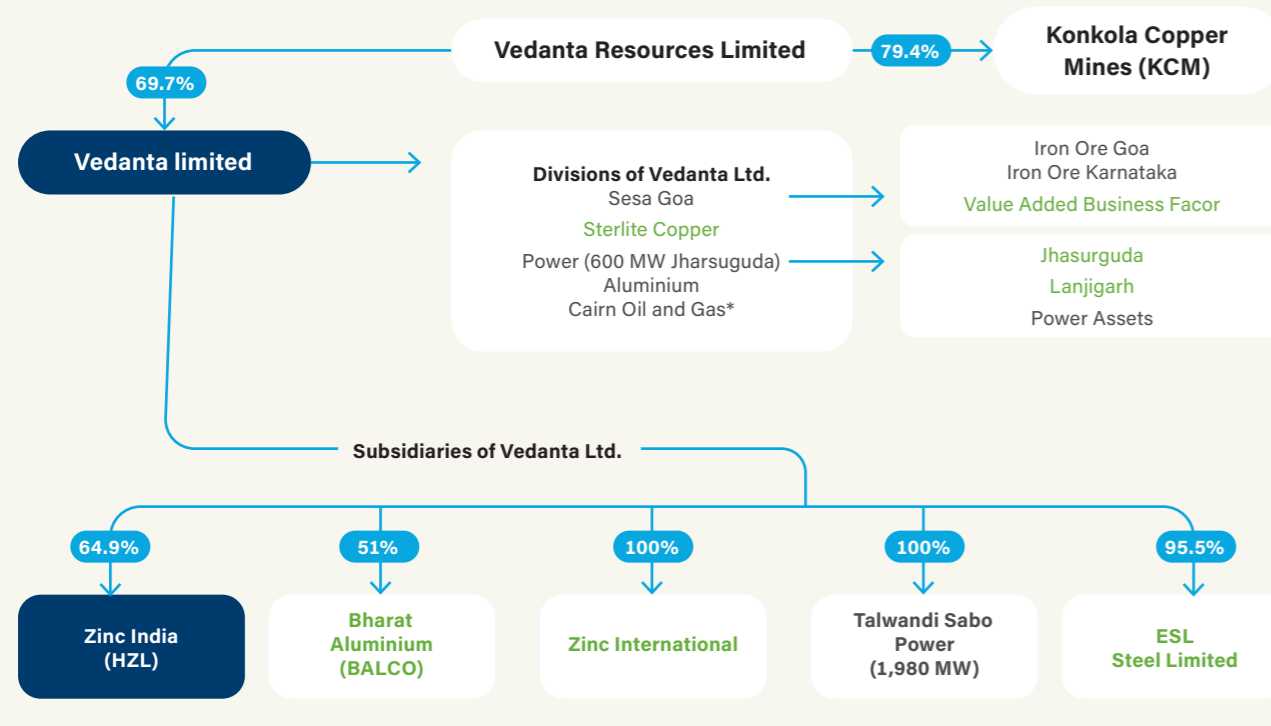 Vedanta Resources Limited
79.4%
Konkola Copper
Mines (KCM)
69.7%
Vedanta limited
Divisions of Vedanta Ltd.
Sesa Goa
Sterlite Copper
Power (600 MW Jharsuguda)
Aluminium
Cairn Oil and Gas*
Iron Ore Goa
Iron Ore Karnataka
Value Added Business Facor
Jhasurguda
Lanjigarh
Power Assets
Subsidiaries of Vedanta Ltd.
64.9%
51%
100%
100%
95.5%
Zinc India
(HZL)
Bharat
Aluminium
(BALCO)
Zinc International
Talwandi Sabo
Power
(1,980 MW)
ESL
Steel Limited